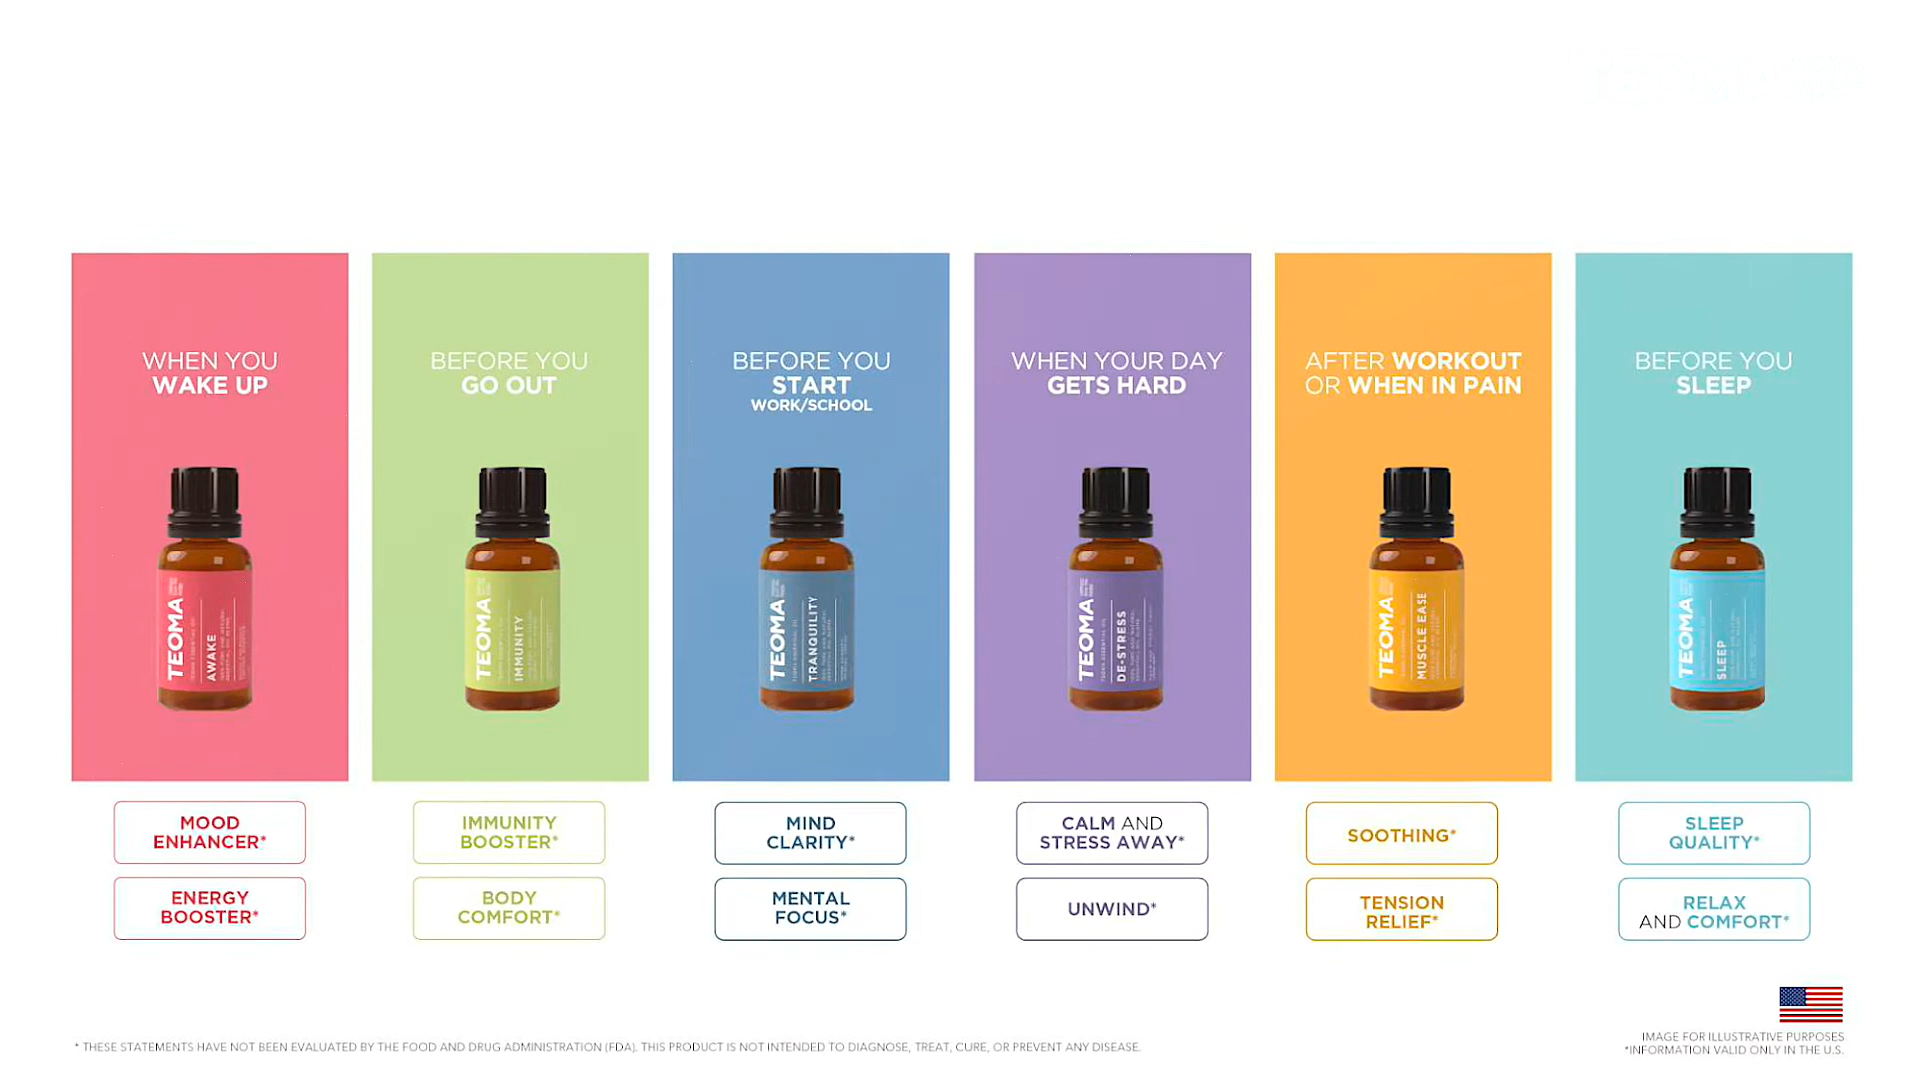 WHEN YOU
WAKE UP
TEOMA
AWAKE
MOOD
ENHANCER*
ENERGY
BOOSTER*
BEFORE YOU
GO OUT
TEOMA
IMMUNITY
IMMUNITY
BOOSTER*
BODY
COMFORT*
BEFORE YOU
START
WORK/SCHOOL
TEOMA
TRANQUILITY
MIND
CLARITY*
MENTAL
FOCUS*
WHEN YOUR DAY
GETS HARD
TEOMA
DE-STRESS
CALM AND
STRESS AWAY*
UNWIND*
AFTER WORKOUT
OR WHEN IN PAIN
TEOMA
MUSCLE EASE
SOOTHING*
TENSION
RELIEF*
BEFORE YOU
SLEEP
TEOMA
SLEEP
SLEEP
QUALITY*
RELAX
AND COMFORT*
* THESE STATEMENTS HAVE NOT BEEN EVALUATED BY THE FOOD AND DRUG ADMINISTRATION (FDA). THIS PRODUCT IS NOT INTENDED TO DIAGNOSE, TREAT, CURE, OR PREVENT ANY DISEASE.
IMAGE FOR ILLUSTRATIVE PURPOSES
*INFORMATION VALID ONLY IN THE U.S.